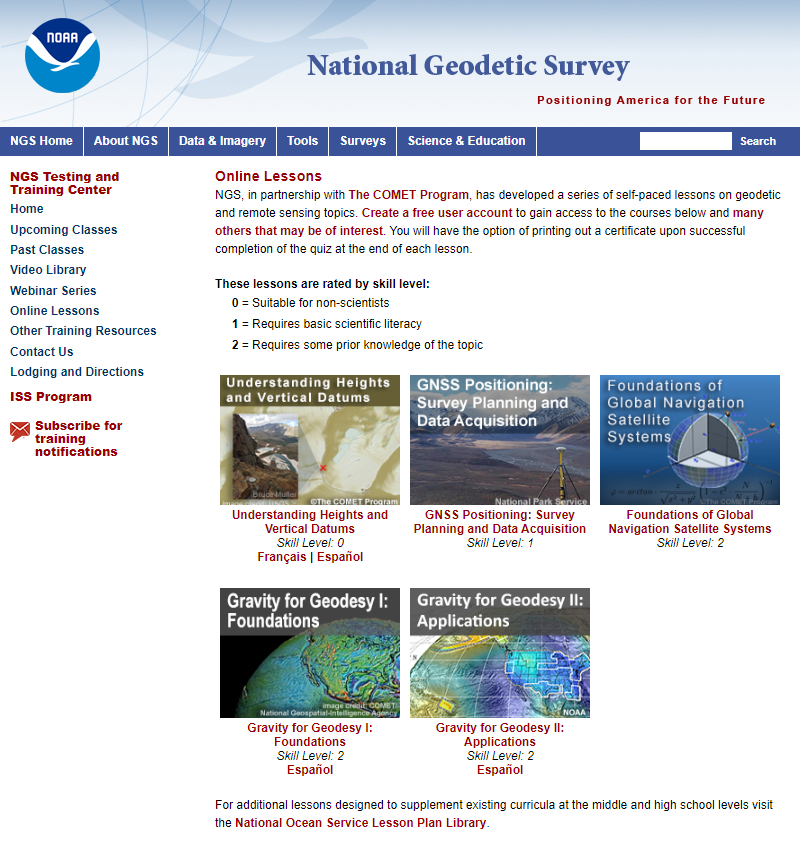 NOAA
National Geodetic Survey
Positioning America for the Future
NGS Home
About NGS
Data & Imagery
Tools
Surveys
Science & Education
Search
NGS Testing and
Training Center
Home
Upcoming Classes
Past Classes
Video Library
Webinar Series
Online Lessons
Other Training Resources
Contact Us
Lodging and Directions
ISS Program
Subscribe for
training
notifications
Online Lessons
NGS, in partnership with The COMET Program, has developed a series of self-paced lessons on geodetic
and remote sensing topics. Create a free user account to gain access to the courses below and many
others that may be of interest. You will have the option of printing out a certificate upon successful
completion of the quiz at the end of each lesson.
These lessons are rated by skill level:
0 = Suitable for non-scientists
1 = Requires basic scientific literacy
2 = Requires some prior knowledge of the topic
Understanding Heights
and Vertical Datums
Bruce Muller
©The COMET Program
Understanding Heights and
Vertical Datums
Skill Level: 0
Français | Español
GNSS Positioning:
Survey Planning and
Data Acquisition
National Park Service
GNSS Positioning: Survey
Planning and Data Acquisition
Skill Level: 1
Foundations of
Global Navigation
Satellite
Systems
©The COMET Program
Foundations of Global
Navigation Satellite Systems
Skill Level: 2
Gravity for Geodesy I:
Foundations
image credit: COMET/
National Geospatial-Intelligence Agency
Gravity for Geodesy I:
Foundations
Skill Level: 2
Español
Gravity for Geodesy II:
Applications
NOAA
Gravity for Geodesy II:
Applications
Skill Level: 2
Español
For additional lessons designed to supplement existing curricula at the middle and high school levels visit
the National Ocean Service Lesson Plan Library.